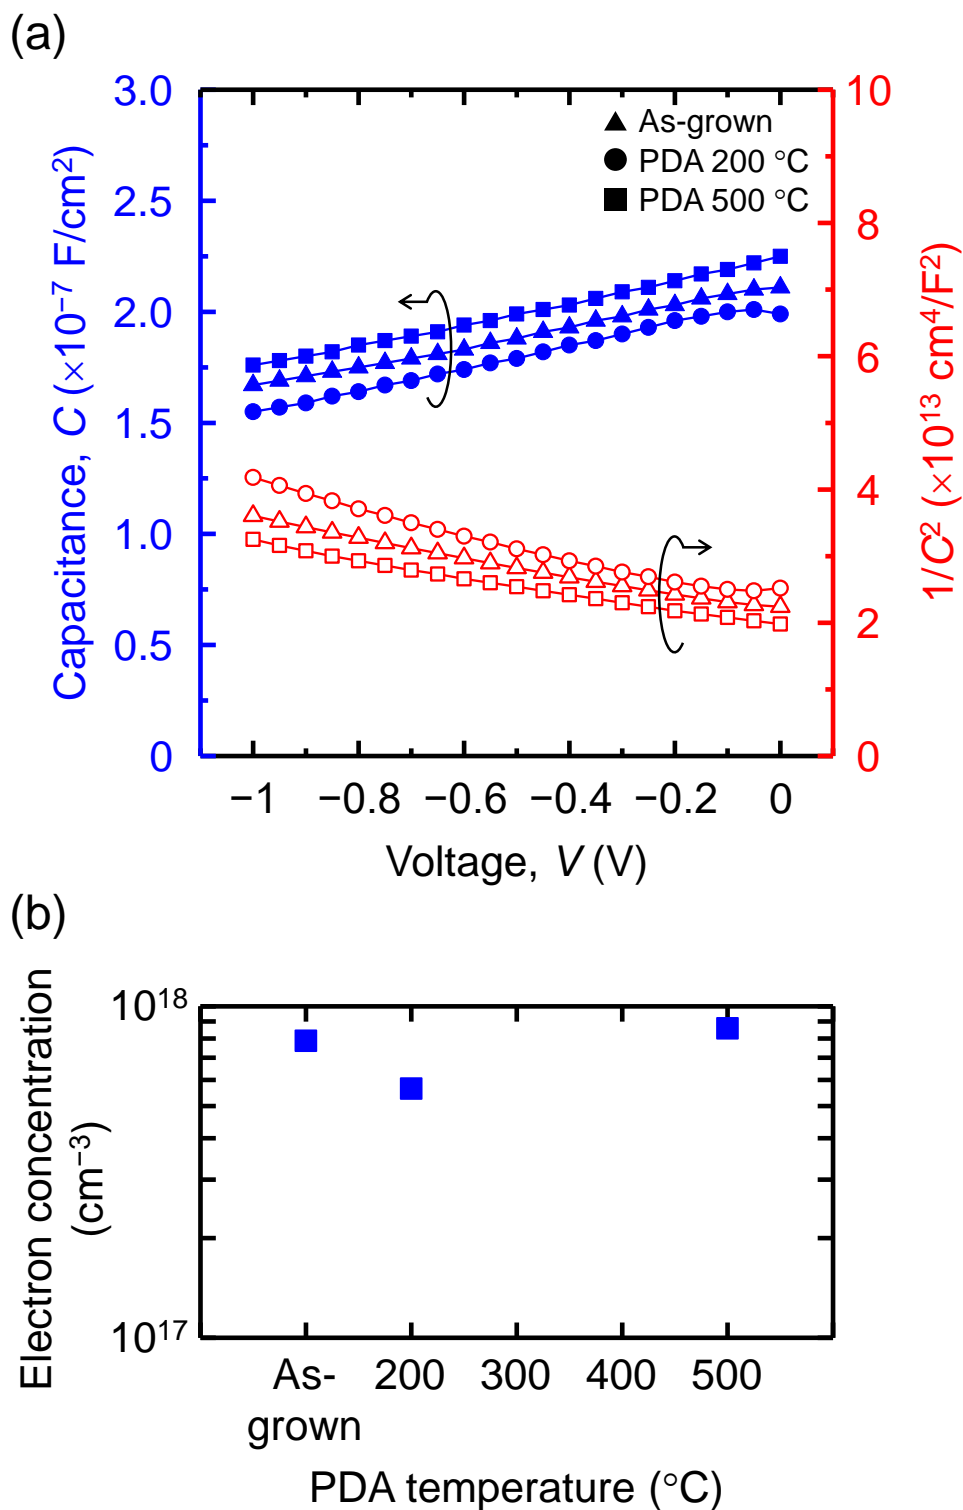 (a)
3.0
2.5
2.0
1.5
1.0
0.5
0
Capacitance, C (×10⁻⁷ F/cm²)
As-grown
PDA 200 °C
PDA 500 °C
10
8
6
4
2
0
1/C² (×10¹³ cm⁴/F²)
−1 −0.8 −0.6 −0.4 −0.2 0
Voltage, V (V)
(b)
Electron concentration
(cm⁻³)
10¹⁸
10¹⁷
As-grown 200 300 400 500
PDA temperature (°C)